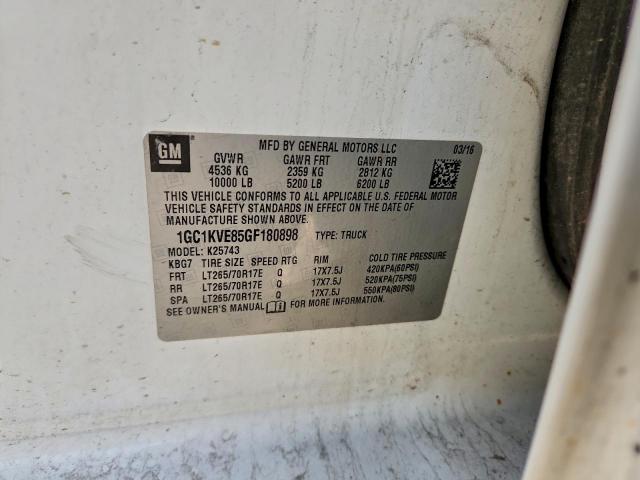 GM
MFD BY GENERAL MOTORS LLC 03/16
GVWR GAWR FRT GAWR RR
4536 KG 2359 KG 2812 KG
10000 LB 5200 LB 6200 LB
THIS VEHICLE CONFORMS TO ALL APPLICABLE U.S. FEDERAL MOTOR
VEHICLE SAFETY STANDARDS IN EFFECT ON THE DATE OF
MANUFACTURE SHOWN ABOVE.
1GC1KVE85GF180898 TYPE: TRUCK
MODEL: K25743
KBG7 TIRE SIZE SPEED RTG RIM COLD TIRE PRESSURE
FRT LT265/70R17E Q 17X7.5J 420KPA(60PSI)
RR LT265/70R17E Q 17X7.5J 520KPA(75PSI)
SPA LT265/70R17E Q 17X7.5J 550KPA(80PSI)
SEE OWNER'S MANUAL FOR MORE INFORMATION.